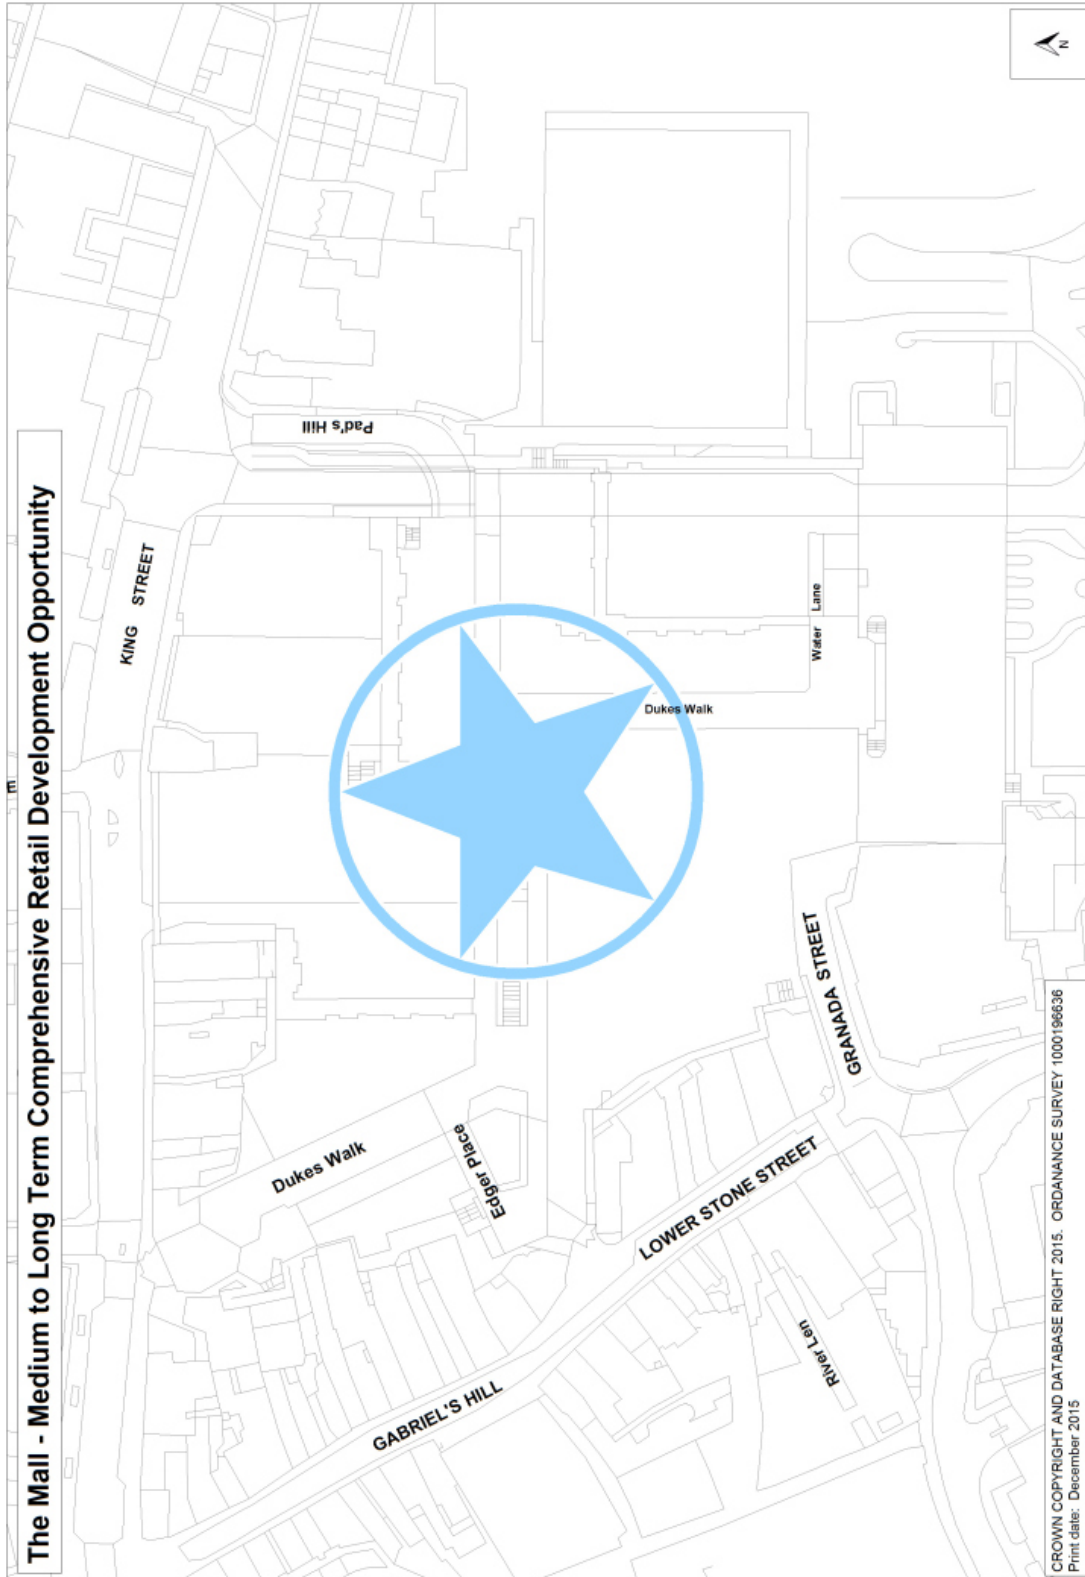 The Mall - Medium to Long Term Comprehensive Retail Development Opportunity
N
E
KING STREET
Pad's Hill
Water Lane
Dukes Walk
GRANADA STREET
Dukes Walk
Edger Place
LOWER STONE STREET
River Len
GABRIEL'S HILL
CROWN COPYRIGHT AND DATABASE RIGHT 2015. ORDANANCE SURVEY 1000196636
Print date: December 2015